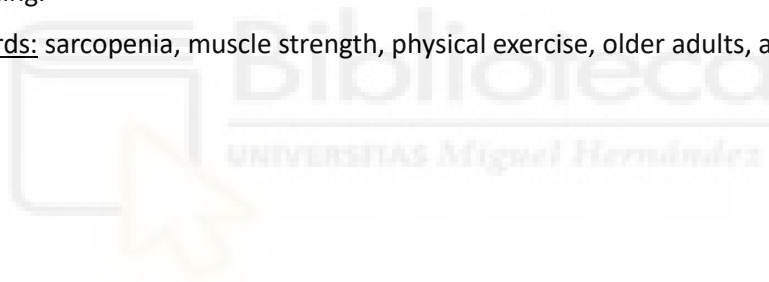 rds: sarcopenia, muscle strength, physical exercise, older adults, a
Biblioteca
UNIVERSITAS Miguel Hernández